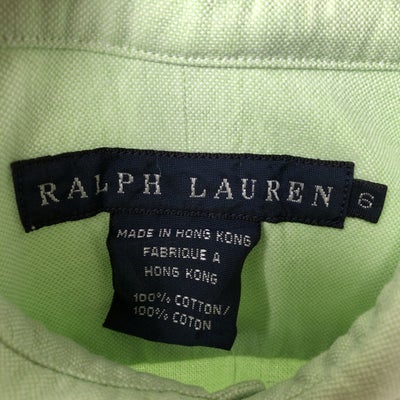 RALPH LAUREN 6
MADE IN HONG KONG
FABRIQUE A
HONG KONG
100% COTTON/
100% COTON